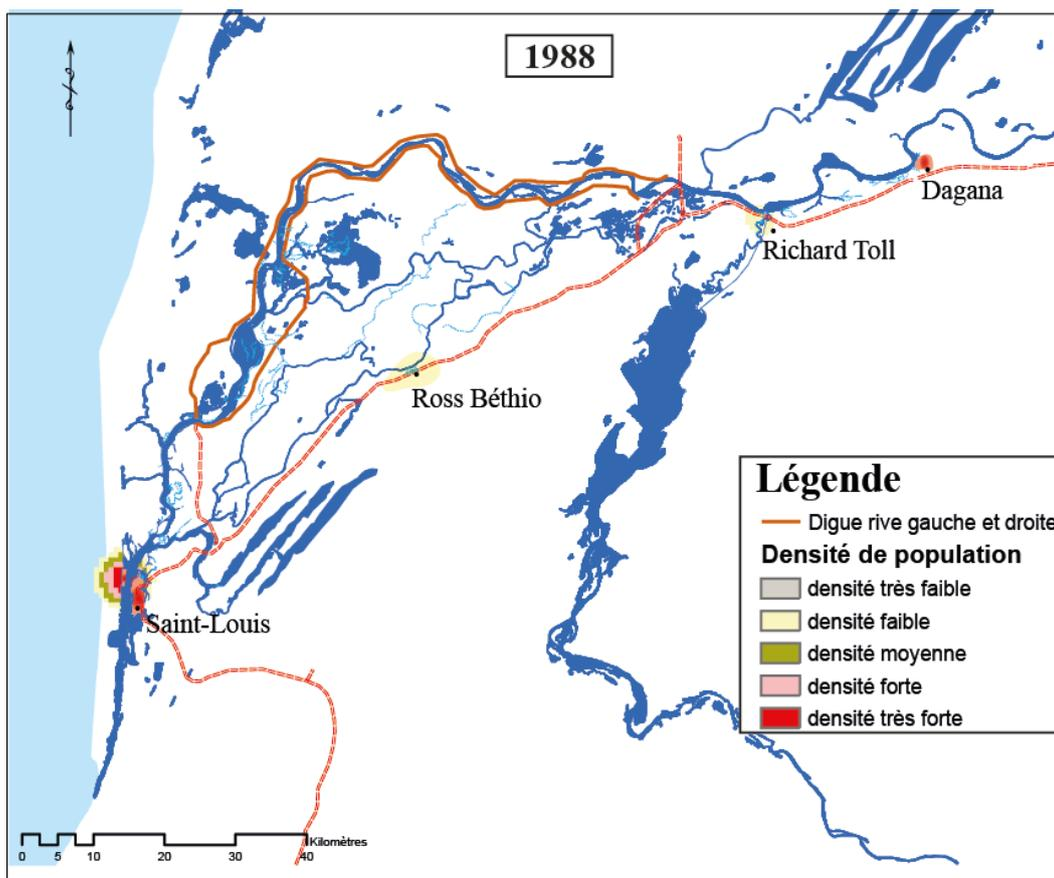 1988
Dagana
Richard Toll
Ross Béthio
Saint-Louis
Légende
Digue rive gauche et droite
Densité de population
densité très faible
densité faible
densité moyenne
densité forte
densité très forte
Kilomètres
0 5 10 20 30 40